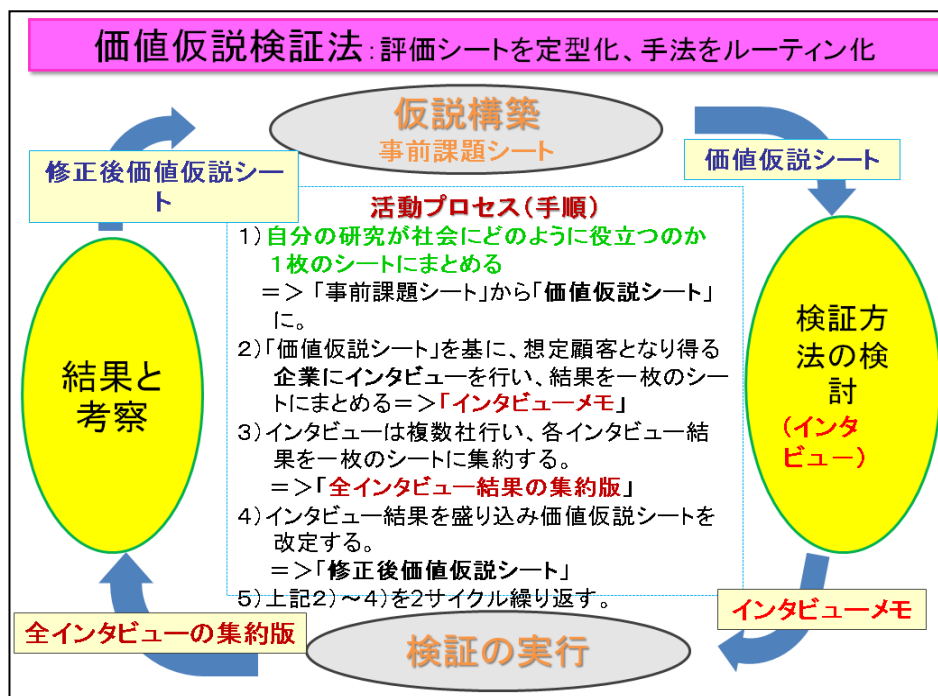 価値仮説検証法：評価シートを定型化、手法をルーティン化
仮説構築
事前課題シート
価値仮説シート
修正後価値仮説シー
ト
活動プロセス（手順）
１）自分の研究が社会にどのように役立つのか
１枚のシートにまとめる
＝＞「事前課題シート」から「価値仮説シート」
に。
２）「価値仮説シート」を基に、想定顧客となり得る
企業にインタビューを行い、結果を一枚のシー
トにまとめる＝＞「インタビューメモ」
３）インタビューは複数社行い、各インタビュー結
果を一枚のシートに集約する。
＝＞「全インタビュー結果の集約版」
４）インタビュー結果を盛り込み価値仮説シートを
改定する。
＝＞「修正後価値仮説シート」
５）上記２）～４）を2サイクル繰り返す。
検証方
法の検
討
（インタ
ビュー）
結果と
考察
インタビューメモ
全インタビューの集約版
検証の実行